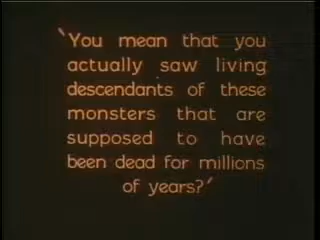 ‘You mean that you
actually saw living
descendants of these
monsters that are
supposed to have
been dead for millions
of years?’